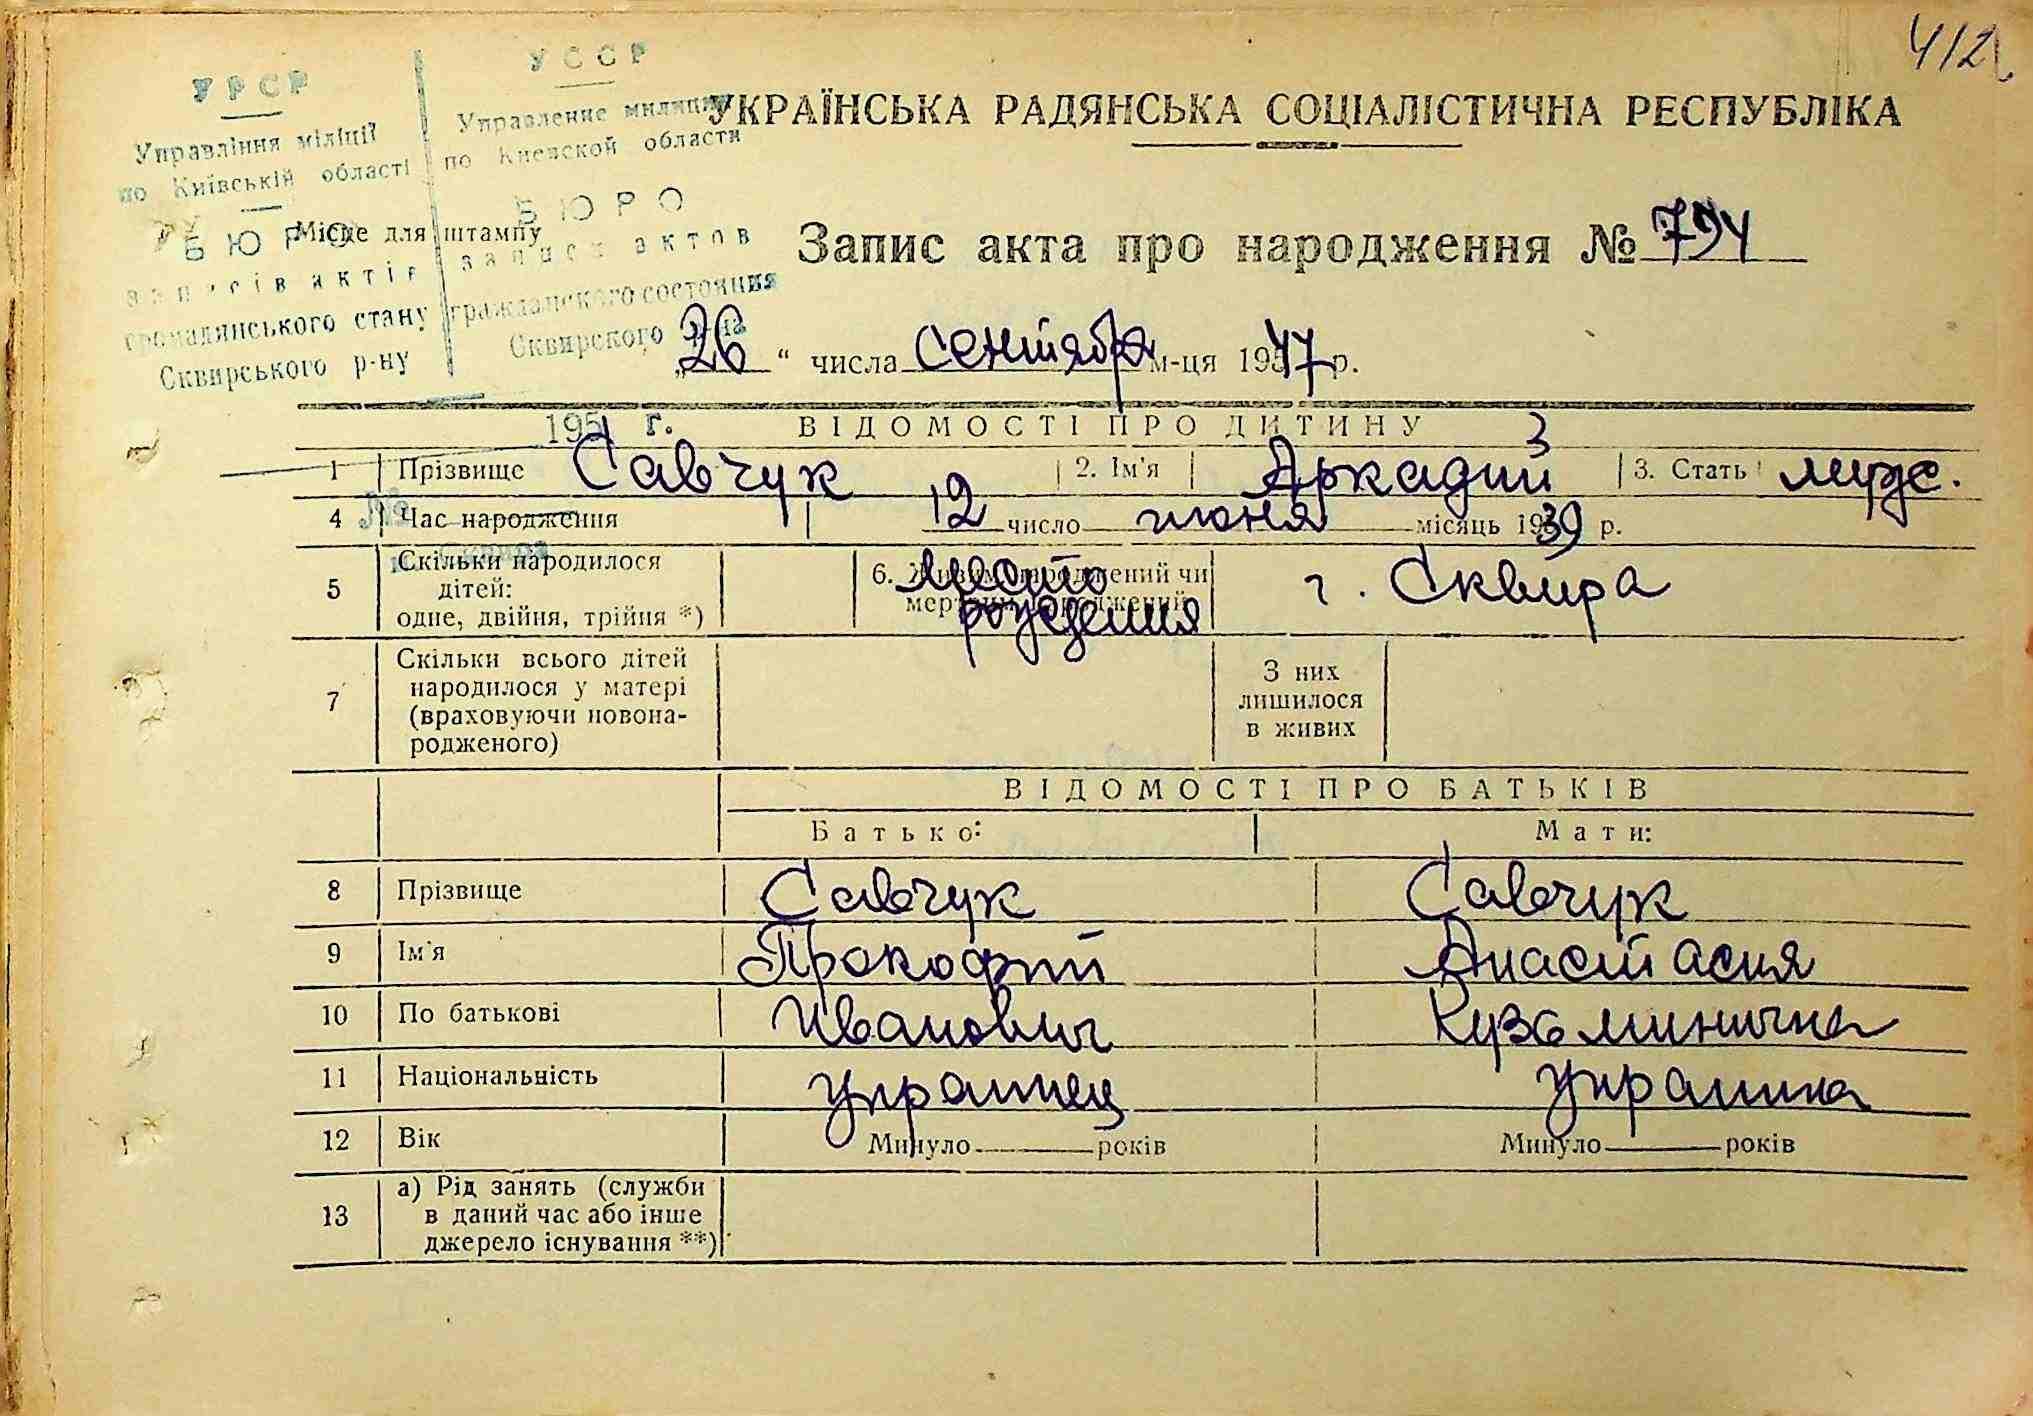 412
УРСР
Управління міліції
по Київській області
БЮРО
записів актів
громадянського стану
Сквирського р-ну
УССР
Управление милиции
по Киевской области
БЮРО
записи актов
гражданского состояния
Сквирского р-на
195 г.
№
Місце для штампу
УКРАЇНСЬКА РАДЯНСЬКА СОЦІАЛІСТИЧНА РЕСПУБЛІКА
Запис акта про народження № 794
„26“ числа сентября м-ця 1947 р.
ВІДОМОСТІ ПРО ДИТИНУ
1 Прізвище Савчук 2. Ім'я Аркадий 3. Стать муж.
4 Час народження 12 число июня місяць 1939 р.
5 Скільки народилося дітей: одне, двійня, трійня *) 6. Живим народжений чи мертвим народжений место рождения г. Сквира
7 Скільки всього дітей народилося у матері (враховуючи новона-родженого) З них лишилося в живих
ВІДОМОСТІ ПРО БАТЬКІВ
Батько: Мати:
8 Прізвище Савчук Савчук
9 Ім'я Прокофий Анастасия
10 По батькові Иванович Кузьминична
11 Національність украинец украинка
12 Вік Минуло років Минуло років
13 а) Рід занять (служби в даний час або інше джерело існування **)